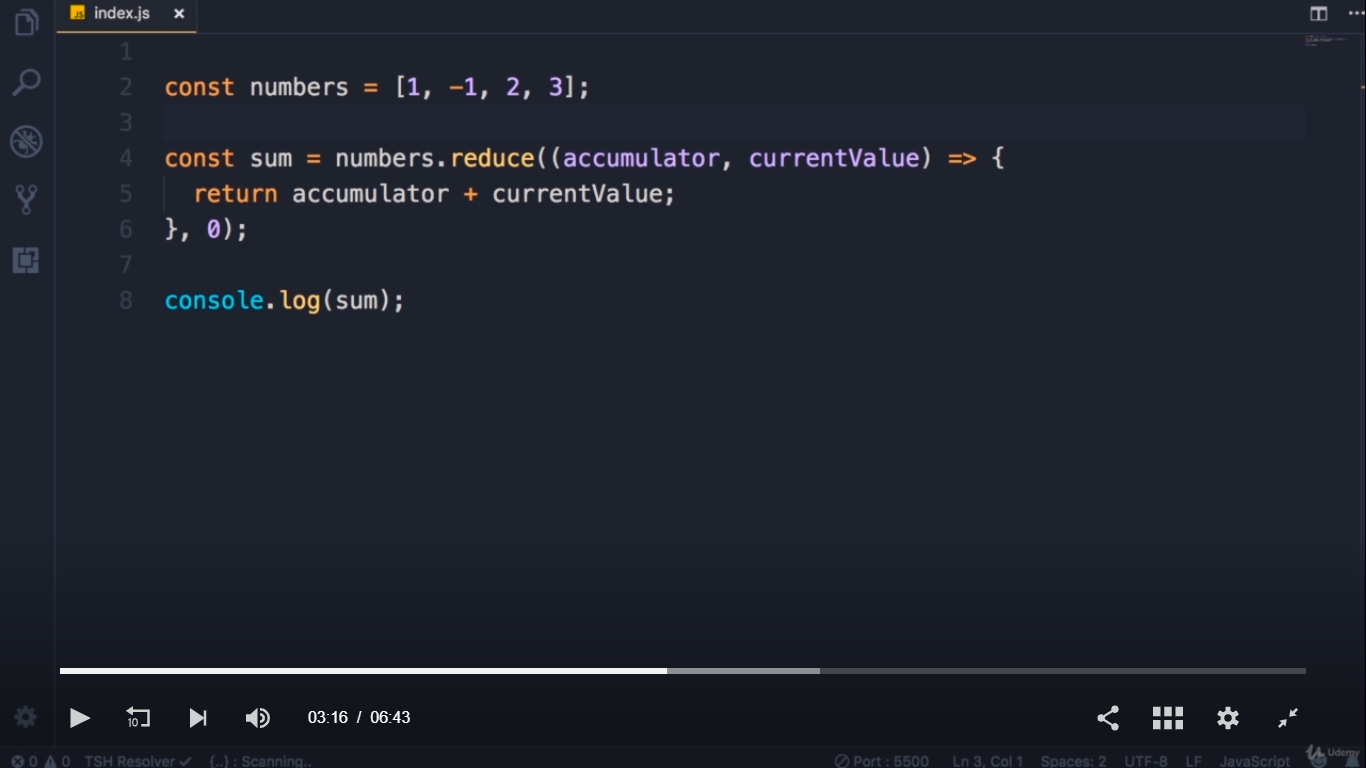 JS index.js ×
1
2 const numbers = [1, -1, 2, 3];
3
4 const sum = numbers.reduce((accumulator, currentValue) => {
5   return accumulator + currentValue;
6 }, 0);
7
8 console.log(sum);
10 03:16 / 06:43
0 0 TSH Resolver ✓ {..} : Scanning.. Port : 5500 Ln 3, Col 1 Spaces: 2 UTF-8 LF JavaScript Udemy